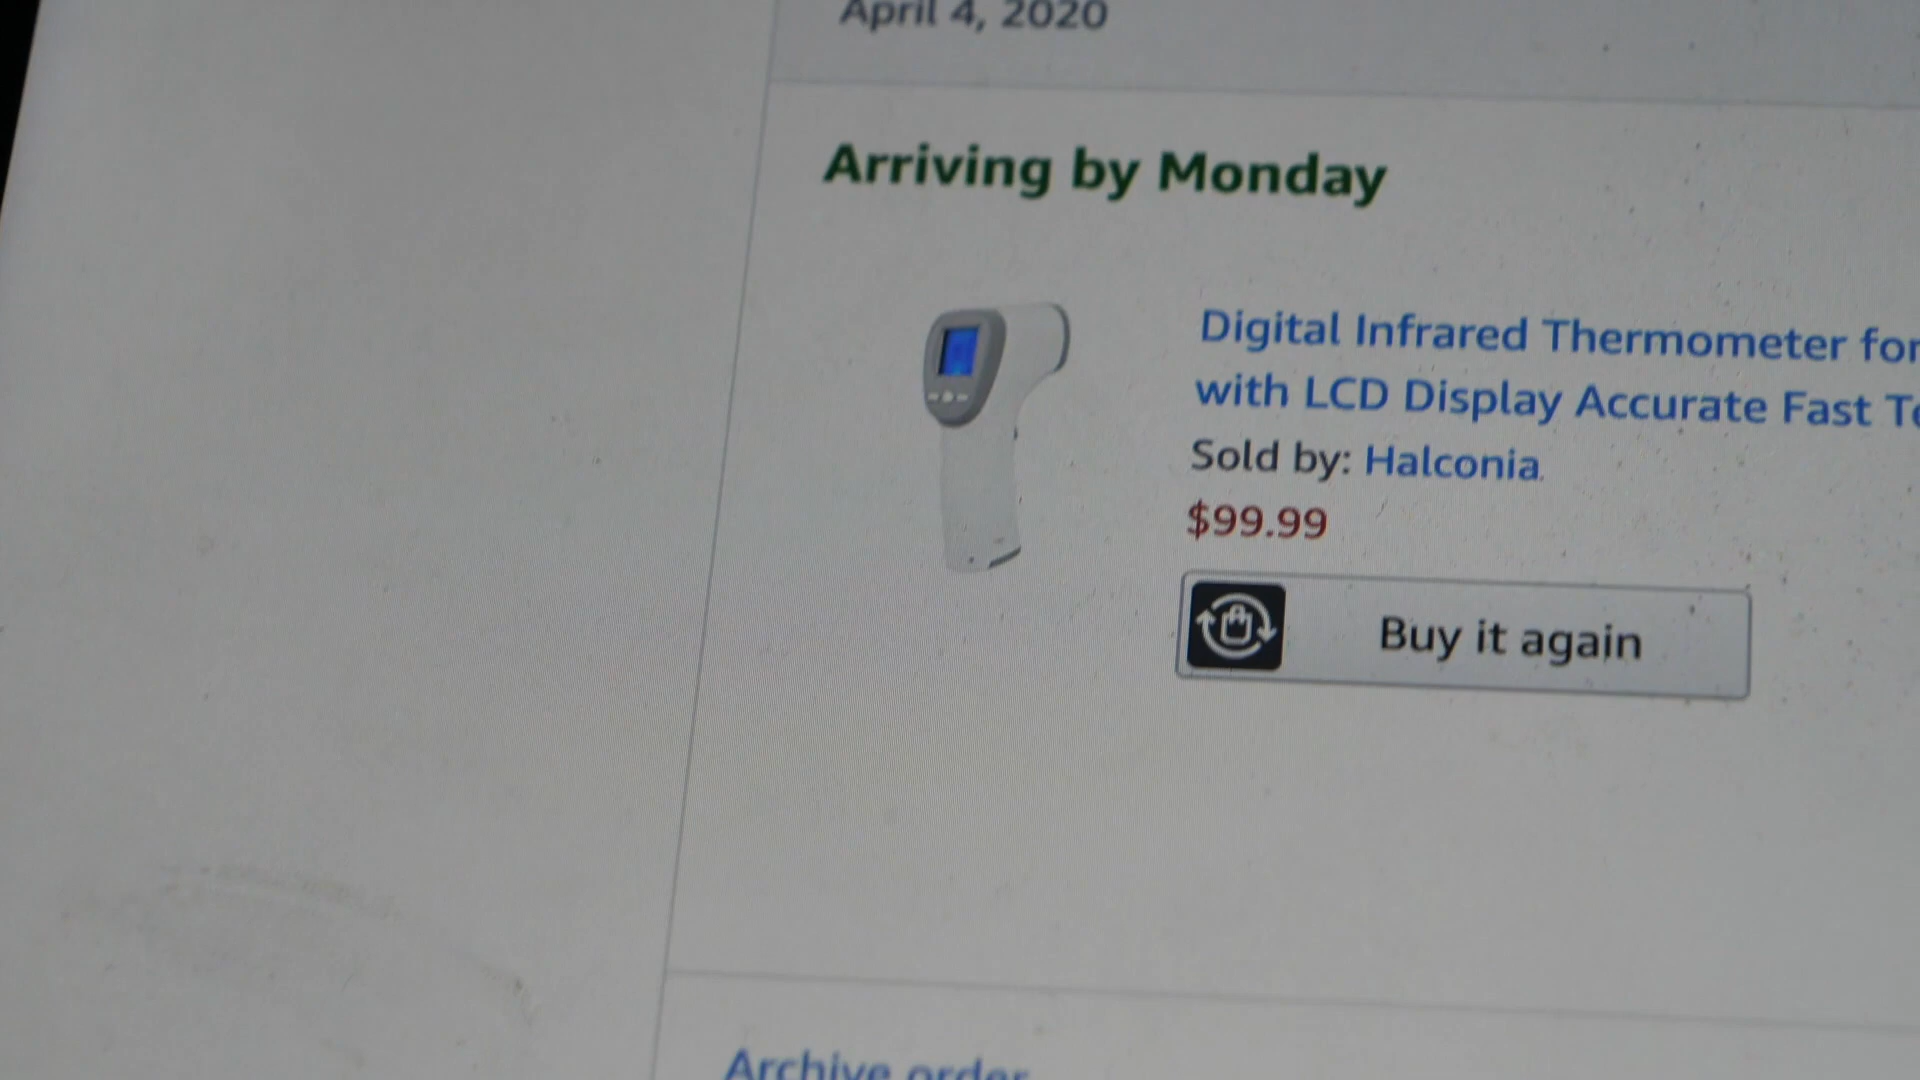 April 4, 2020
Arriving by Monday
Digital Infrared Thermometer for
with LCD Display Accurate Fast
Sold by: Halconia
$99.99
Buy it again
Archive order